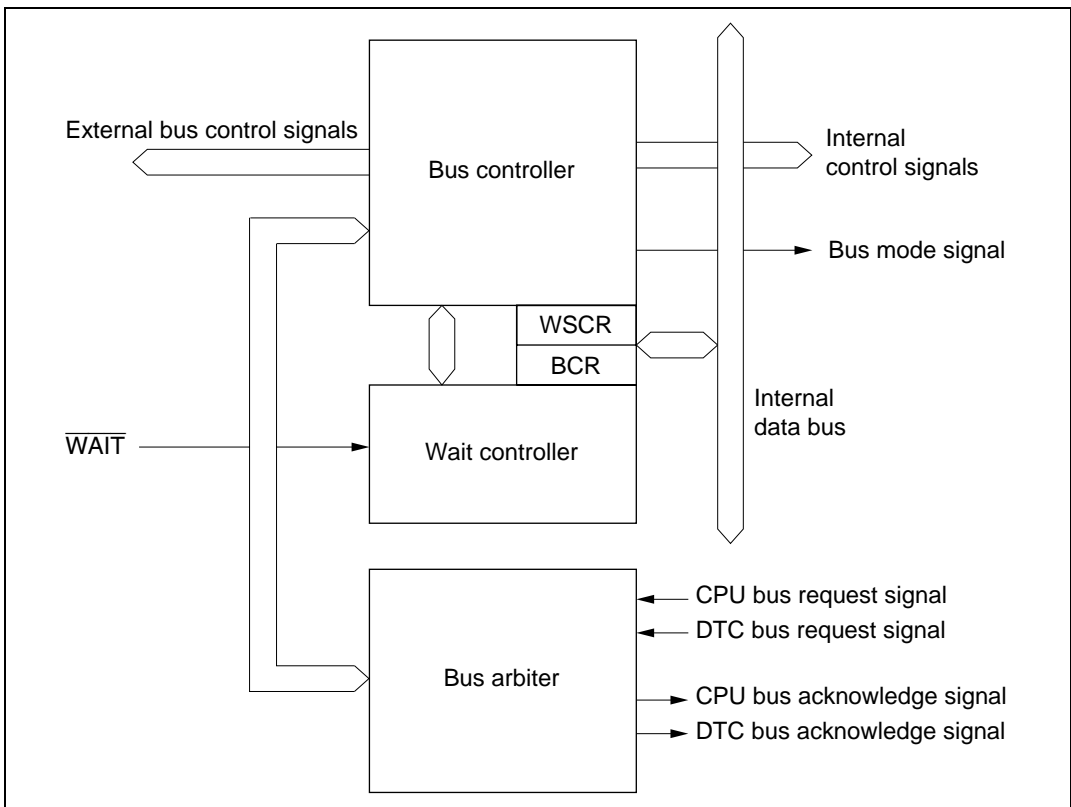 External bus control signals
Bus controller
Internal
control signals
Bus mode signal
WSCR
BCR
Internal
data bus
WAIT
Wait controller
CPU bus request signal
DTC bus request signal
Bus arbiter
CPU bus acknowledge signal
DTC bus acknowledge signal